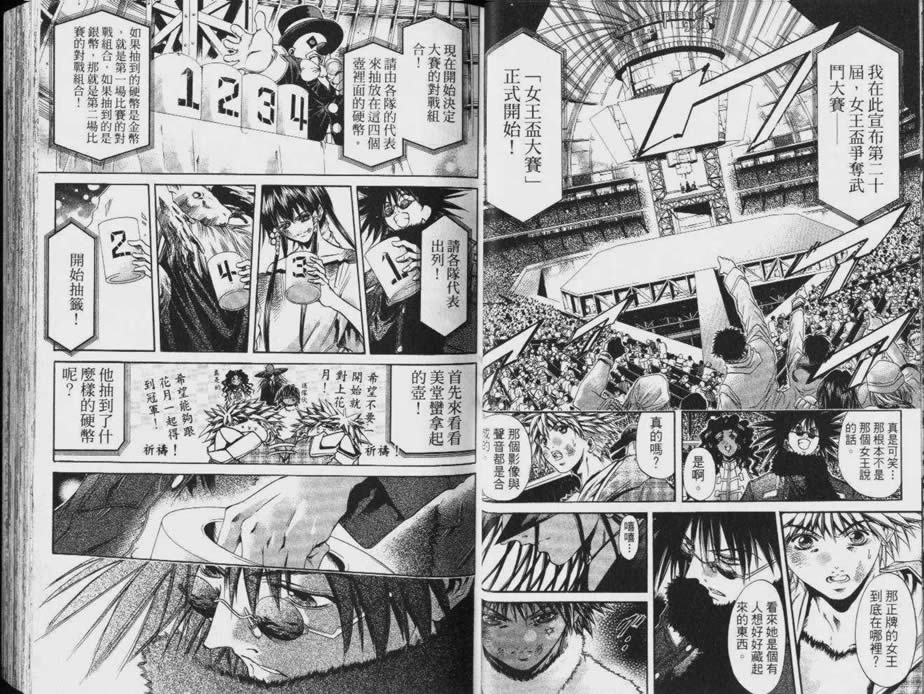 我在此宣布第二十
屆，女王盃爭奪武
鬥大賽——
「女王盃大賽」
正式開始！
真是可笑…
那根本不是
那個女王說
的話。
是啊。
真的嗎？
那個影像與
聲音都是合
成的。
那正牌的女王
到底在哪裡？
看來她是個有
人想好好藏起
來的東西。
嘻嘻…
現在開始決定
大賽的對戰組
合！
請由各隊的代表
來抽放在這四個
壺裡面的硬幣。
如果抽到的硬幣是金幣
，就是第一場比賽的對
戰組合，如果抽到的是
銀幣，那就是第二場比
賽的對戰組合！
1
2
3
4
請各隊代表
出列！
1
3
4
2
開始抽籤！
首先來看看
美堂蠻拿起
的壺！
希望不要一
開始就
對上花
月！
祈禱
希望能夠跟
花月一起得
到冠軍！
祈禱
他抽到了什
麼樣的硬幣
呢？